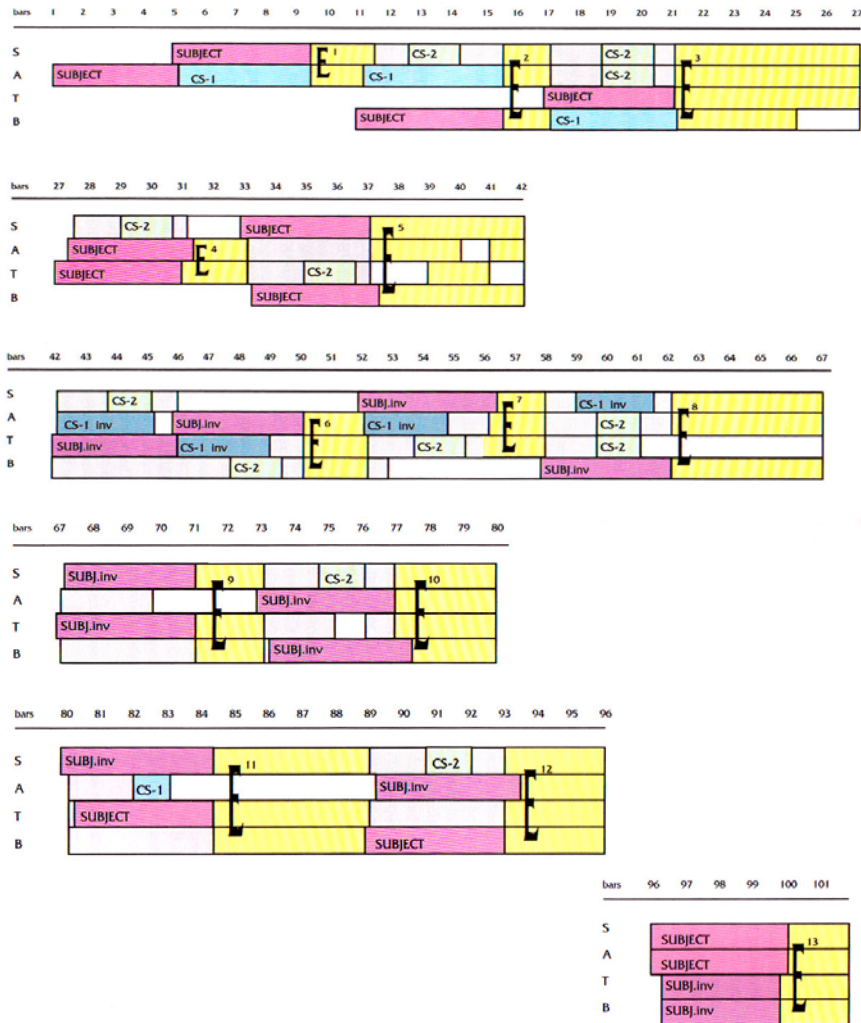 bars 1 2 3 4 5 6 7 8 9 10 11 12 13 14 15 16 17 18 19 20 21 22 23 24 25 26 27
S SUBJECT 1 CS-2 CS-2
A SUBJECT CS-1 CS-1 2 CS-2 3
T SUBJECT
B SUBJECT CS-1
bars 27 28 29 30 31 32 33 34 35 36 37 38 39 40 41 42
S CS-2 SUBJECT 5
A SUBJECT 4
T SUBJECT CS-2
B SUBJECT
bars 42 43 44 45 46 47 48 49 50 51 52 53 54 55 56 57 58 59 60 61 62 63 64 65 66 67
S CS-2 SUBJ.inv 7 CS-1 inv
A CS-1 inv SUBJ.inv 6 CS-1 inv CS-2 8
T SUBJ.inv CS-1 inv CS-2 CS-2
B CS-2 SUBJ.inv
bars 67 68 69 70 71 72 73 74 75 76 77 78 79 80
S SUBJ.inv 9 CS-2 10
A SUBJ.inv
T SUBJ.inv
B SUBJ.inv
bars 80 81 82 83 84 85 86 87 88 89 90 91 92 93 94 95 96
S SUBJ.inv 11 CS-2 12
A CS-1 SUBJ.inv
T SUBJECT
B SUBJECT
bars 96 97 98 99 100 101
S SUBJECT 13
A SUBJECT
T SUBJ.inv
B SUBJ.inv